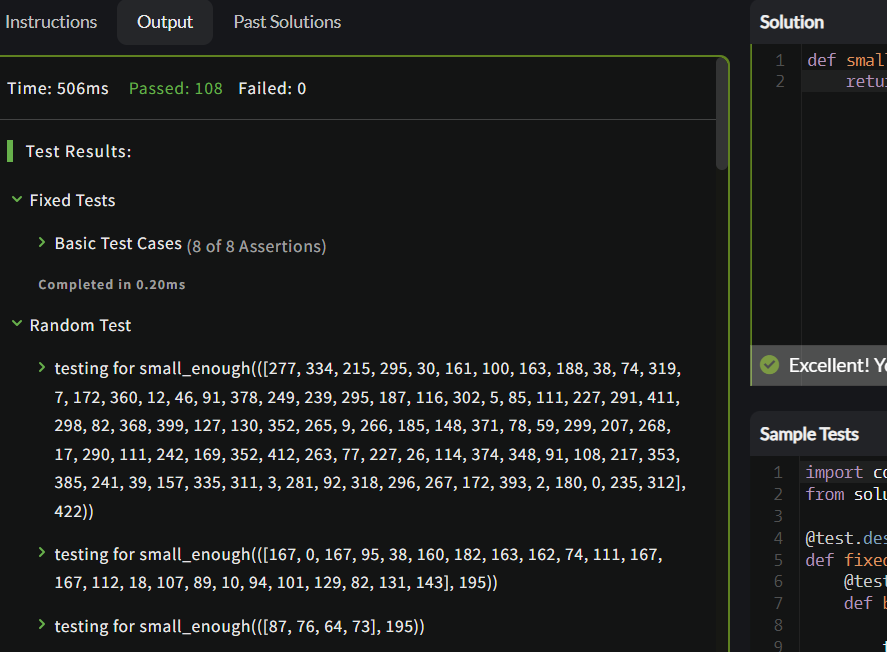 Instructions Output Past Solutions
Time: 506ms Passed: 108 Failed: 0
Test Results:
Fixed Tests
Basic Test Cases (8 of 8 Assertions)
Completed in 0.20ms
Random Test
testing for small_enough(([277, 334, 215, 295, 30, 161, 100, 163, 188, 38, 74, 319,
7, 172, 360, 12, 46, 91, 378, 249, 239, 295, 187, 116, 302, 5, 85, 111, 227, 291, 411,
298, 82, 368, 399, 127, 130, 352, 265, 9, 266, 185, 148, 371, 78, 59, 299, 207, 268,
17, 290, 111, 242, 169, 352, 412, 263, 77, 227, 26, 114, 374, 348, 91, 108, 217, 353,
385, 241, 39, 157, 335, 311, 3, 281, 92, 318, 296, 267, 172, 393, 2, 180, 0, 235, 312],
422))
testing for small_enough(([167, 0, 167, 95, 38, 160, 182, 163, 162, 74, 111, 167,
167, 112, 18, 107, 89, 10, 94, 101, 129, 82, 131, 143], 195))
testing for small_enough(([87, 76, 64, 73], 195))
Solution
1 def smal
2 retu
Excellent! Yo
Sample Tests
1 import co
2 from solu
3
4 @test.des
5 def fixed
6 @test
7 def b
8
9